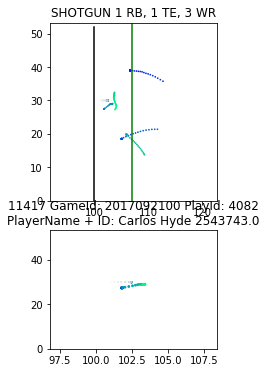 SHOTGUN 1 RB, 1 TE, 3 WR
50
40
30
20
10
0
100 110 120
11417 GameId: 2017092100 PlayId: 4082
PlayerName + ID: Carlos Hyde 2543743.0
40
20
0
97.5 100.0 102.5 105.0 107.5